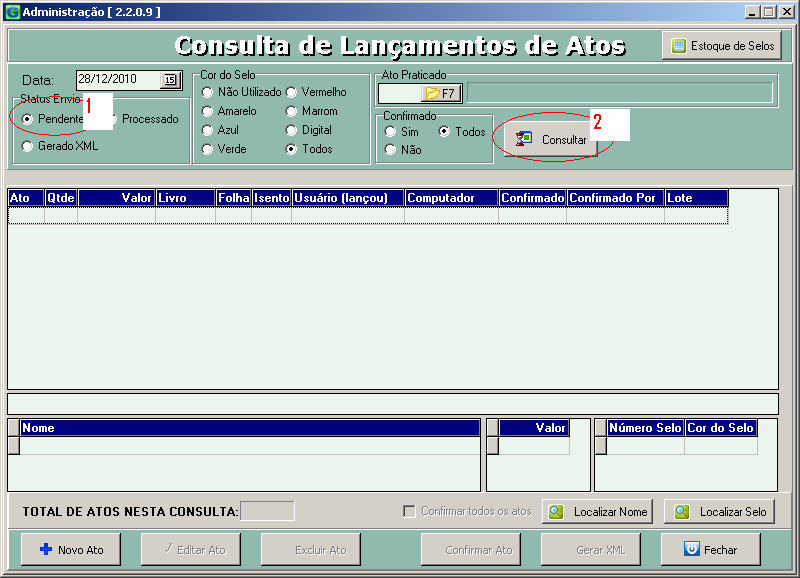 Administração [ 2.2.0.9 ]
Consulta de Lançamentos de Atos
Estoque de Selos
Data: 28/12/2010 15
Status Envio
1
Pendente
Processado
Gerado XML
Cor do Selo
Não Utilizado
Vermelho
Amarelo
Marrom
Azul
Digital
Verde
Todos
Ato Praticado
F7
Confirmado
Sim
Todos
Não
2
Consultar
Ato Qtde Valor Livro Folha Isento Usuário (lançou) Computador Confirmado Confirmado Por Lote
Nome
Valor
Número Selo Cor do Selo
TOTAL DE ATOS NESTA CONSULTA:
Confirmar todos os atos
Localizar Nome
Localizar Selo
Novo Ato
Editar Ato
Excluir Ato
Confirmar Ato
Gerar XML
Fechar